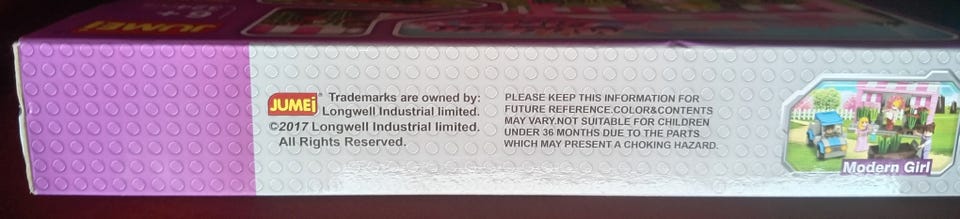 JUMEi
6+
JUMEi® Trademarks are owned by:
Longwell Industrial limited.
©2017 Longwell Industrial limited.
All Rights Reserved.
PLEASE KEEP THIS INFORMATION FOR
FUTURE REFERENCE.COLOR&CONTENTS
MAY VARY.NOT SUITABLE FOR CHILDREN
UNDER 36 MONTHS DUE TO THE PARTS
WHICH MAY PRESENT A CHOKING HAZARD.
Modern Girl